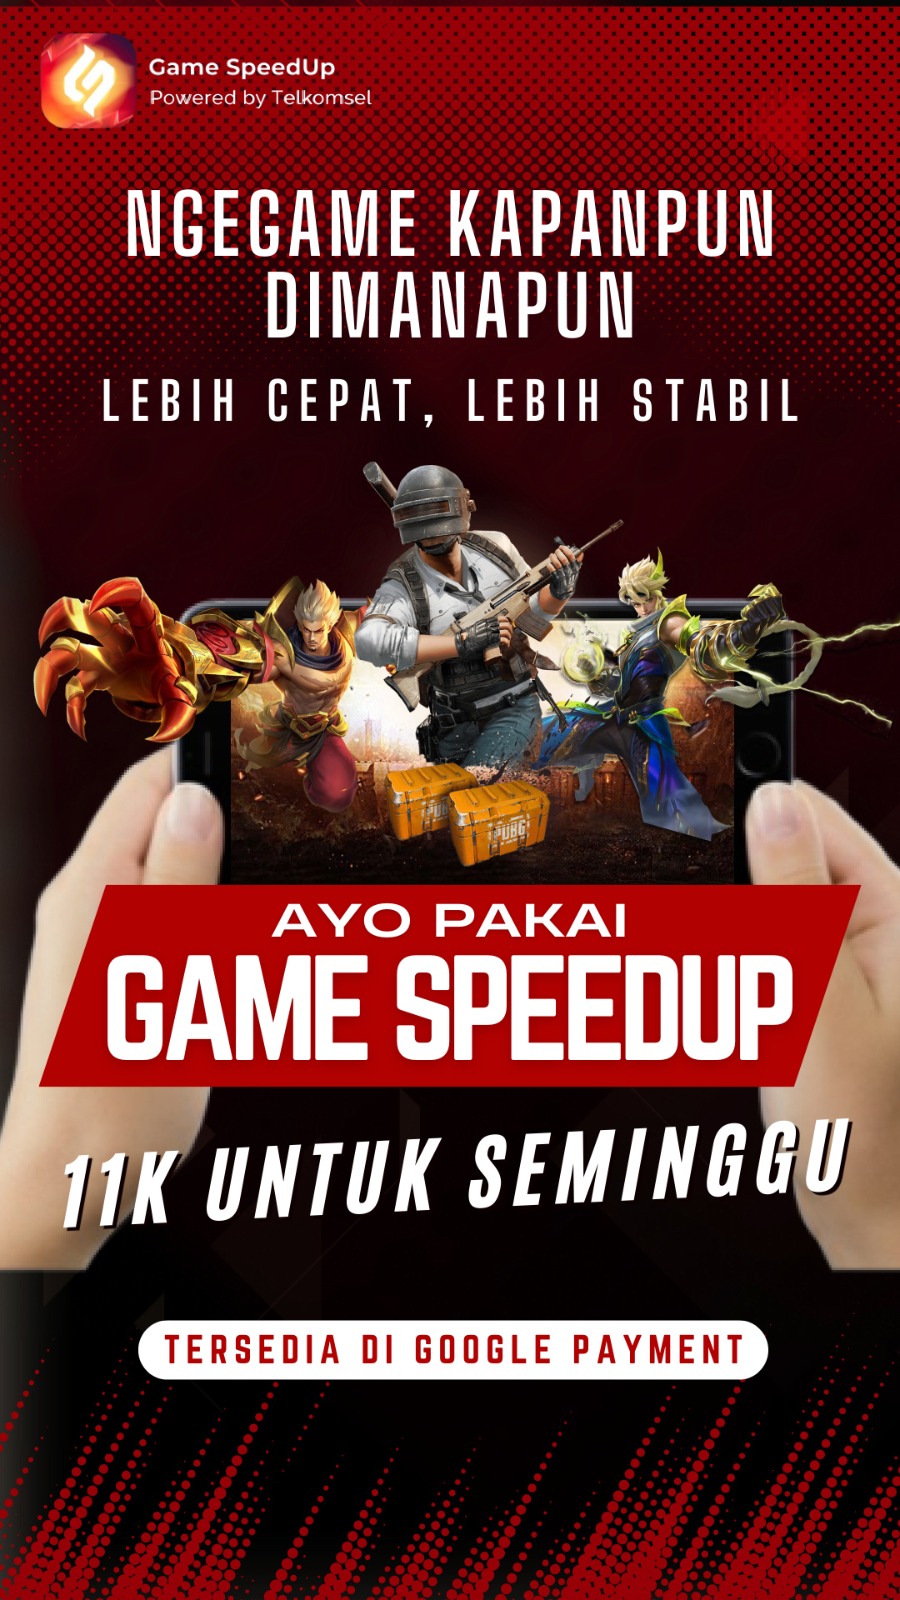 Game SpeedUp
Powered by Telkomsel
NGEGAME KAPANPUN
DIMANAPUN
LEBIH CEPAT, LEBIH STABIL
PUBG
AYO PAKAI
GAME SPEEDUP
11K UNTUK SEMINGGU
TERSEDIA DI GOOGLE PAYMENT